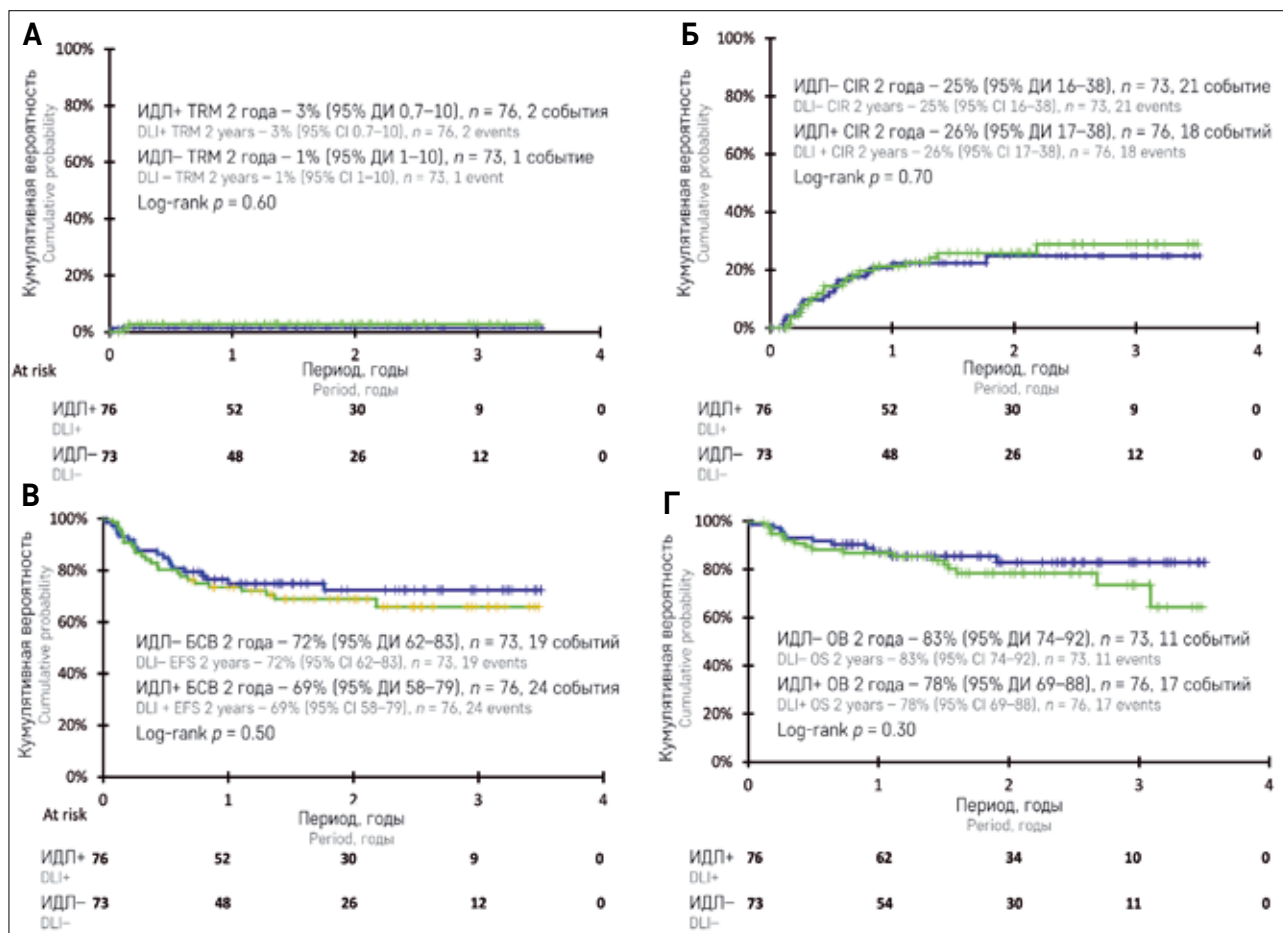 А
Кумулятивная вероятность
Cumulative probability
100%
80%
60%
40%
20%
0%
ИДЛ+ TRM 2 года – 3% (95% ДИ 0,7–10), n = 76, 2 события
DLI+ TRM 2 years – 3% (95% CI 0.7–10), n = 76, 2 events
ИДЛ– TRM 2 года – 1% (95% ДИ 1–10), n = 73, 1 событие
DLI – TRM 2 years – 1% (95% CI 1–10), n = 73, 1 event
Log-rank p = 0.60
0 1 2 3 4
At risk
Период, годы
Period, годы
ИДЛ+ 76 52 30 9 0
DLI+
ИДЛ– 73 48 26 12 0
DLI–
Б
Кумулятивная вероятность
Cumulative probability
100%
80%
60%
40%
20%
0%
ИДЛ– CIR 2 года – 25% (95% ДИ 16–38), n = 73, 21 событие
DLI– CIR 2 years – 25% (95% CI 16–38), n = 73, 21 events
ИДЛ+ CIR 2 года – 26% (95% ДИ 17–38), n = 76, 18 событий
DLI + CIR 2 years – 26% (95% CI 17–38), n = 76, 18 events
Log-rank p = 0.70
0 1 2 3 4
Период, годы
Period, годы
ИДЛ+ 76 52 30 9 0
DLI+
ИДЛ– 73 48 26 12 0
DLI–
В
Кумулятивная вероятность
Cumulative probability
100%
80%
60%
40%
20%
0%
ИДЛ– БСВ 2 года – 72% (95% ДИ 62–83), n = 73, 19 событий
DLI– EFS 2 years – 72% (95% CI 62–83), n = 73, 19 events
ИДЛ+ БСВ 2 года – 69% (95% ДИ 58–79), n = 76, 24 события
DLI + EFS 2 years – 69% (95% CI 58–79), n = 76, 24 events
Log-rank p = 0.50
0 1 2 3 4
At risk
Период, годы
Period, годы
ИДЛ+ 76 52 30 9 0
DLI+
ИДЛ– 73 48 26 12 0
DLI–
Г
Кумулятивная вероятность
Cumulative probability
100%
80%
60%
40%
20%
0%
ИДЛ– ОВ 2 года – 83% (95% ДИ 74–92), n = 73, 11 событий
DLI– OS 2 years – 83% (95% CI 74–92), n = 73, 11 events
ИДЛ+ ОВ 2 года – 78% (95% ДИ 69–88), n = 76, 17 событий
DLI+ OS 2 years – 78% (95% CI 69–88), n = 76, 17 events
Log-rank p = 0.30
0 1 2 3 4
Период, годы
Period, годы
ИДЛ+ 76 62 34 10 0
DLI+
ИДЛ– 73 54 30 11 0
DLI–